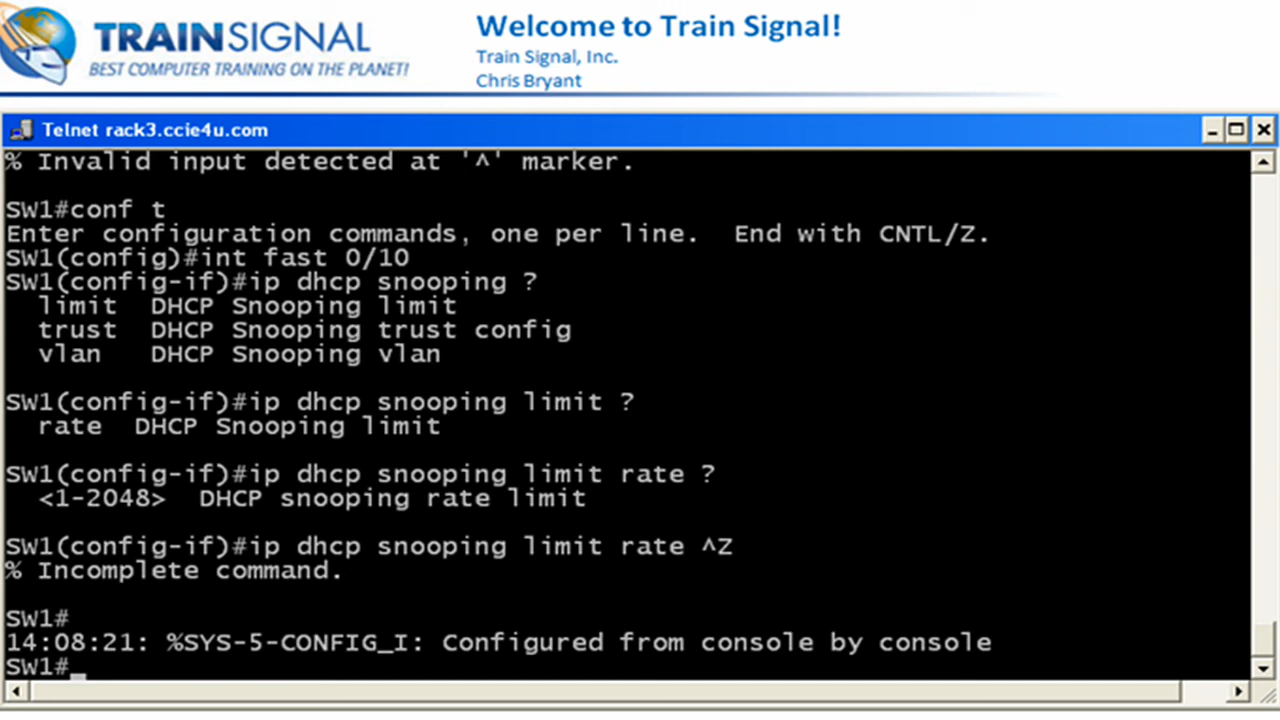 TRAINSIGNAL
BEST COMPUTER TRAINING ON THE PLANET!
Welcome to Train Signal!
Train Signal, Inc.
Chris Bryant
Telnet rack3.ccie4u.com
% Invalid input detected at '^' marker.
SW1#conf t
Enter configuration commands, one per line.  End with CNTL/Z.
SW1(config)#int fast 0/10
SW1(config-if)#ip dhcp snooping ?
  limit  DHCP Snooping limit
  trust  DHCP Snooping trust config
  vlan   DHCP Snooping vlan
SW1(config-if)#ip dhcp snooping limit ?
  rate  DHCP Snooping limit
SW1(config-if)#ip dhcp snooping limit rate ?
  <1-2048>  DHCP snooping rate limit
SW1(config-if)#ip dhcp snooping limit rate ^Z
% Incomplete command.
SW1#
14:08:21: %SYS-5-CONFIG_I: Configured from console by console
SW1#